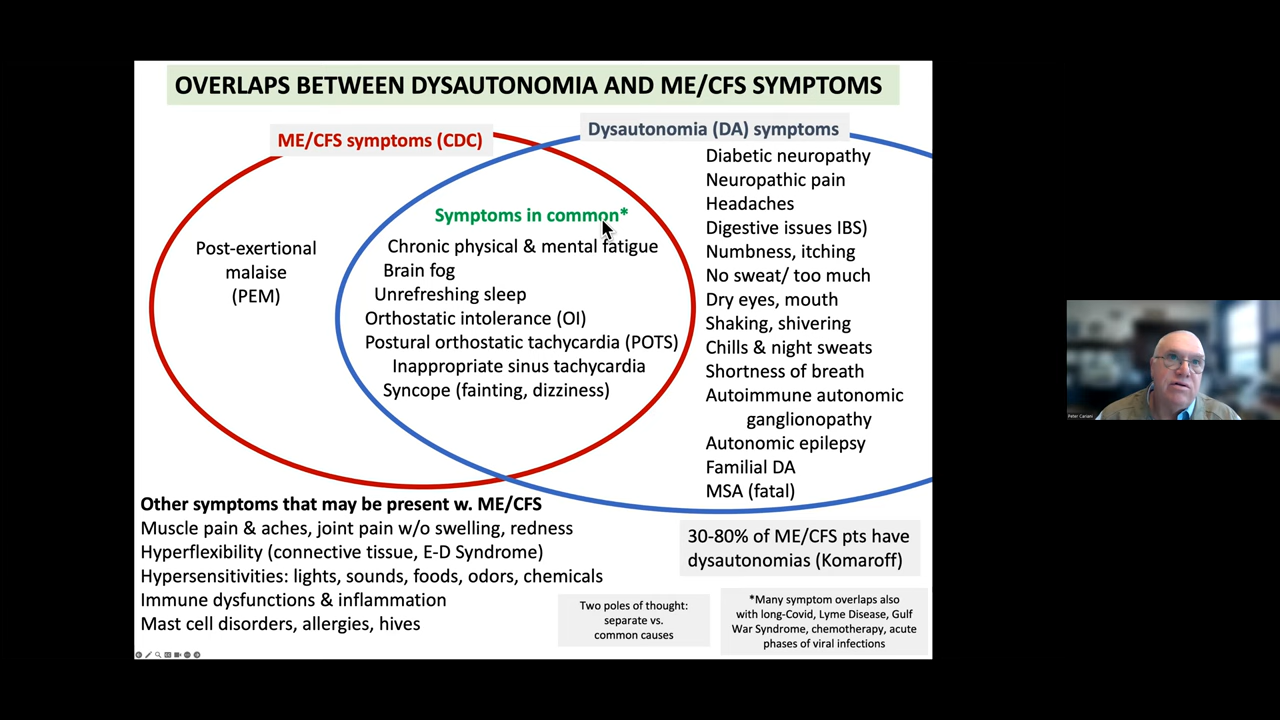 OVERLAPS BETWEEN DYSAUTONOMIA AND ME/CFS SYMPTOMS
ME/CFS symptoms (CDC)
Dysautonomia (DA) symptoms
Post-exertional
malaise
(PEM)
Symptoms in common*
Chronic physical & mental fatigue
Brain fog
Unrefreshing sleep
Orthostatic intolerance (OI)
Postural orthostatic tachycardia (POTS)
Inappropriate sinus tachycardia
Syncope (fainting, dizziness)
Diabetic neuropathy
Neuropathic pain
Headaches
Digestive issues IBS)
Numbness, itching
No sweat/ too much
Dry eyes, mouth
Shaking, shivering
Chills & night sweats
Shortness of breath
Autoimmune autonomic
ganglionopathy
Autonomic epilepsy
Familial DA
MSA (fatal)
Other symptoms that may be present w. ME/CFS
Muscle pain & aches, joint pain w/o swelling, redness
Hyperflexibility (connective tissue, E-D Syndrome)
Hypersensitivities: lights, sounds, foods, odors, chemicals
Immune dysfunctions & inflammation
Mast cell disorders, allergies, hives
30-80% of ME/CFS pts have
dysautonomias (Komaroff)
Two poles of thought:
separate vs.
common causes
*Many symptom overlaps also
with long-Covid, Lyme Disease, Gulf
War Syndrome, chemotherapy, acute
phases of viral infections
Peter Cariani